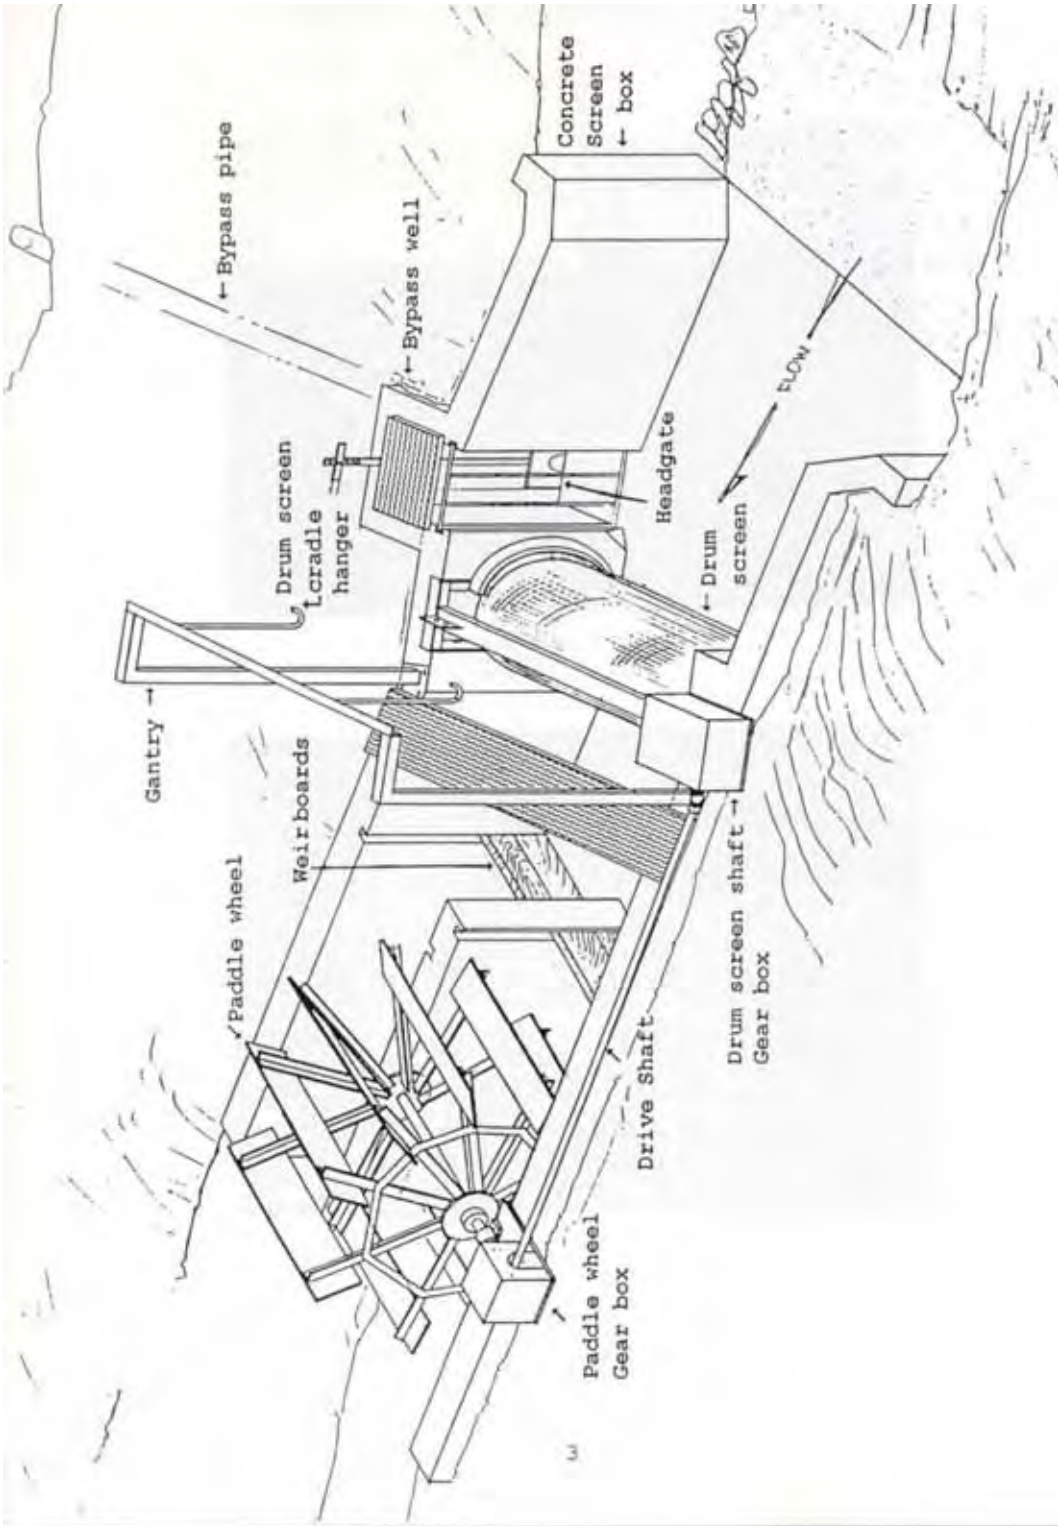 Gantry →
← Bypass pipe
Paddle wheel
Drum screen
cradle
hanger
Weirboards
← Bypass well
Concrete
Screen
← box
3
Paddle wheel
Gear box
Drive Shaft
Headgate
← Drum
screen
Drum screen shaft →
Gear box
FLOW